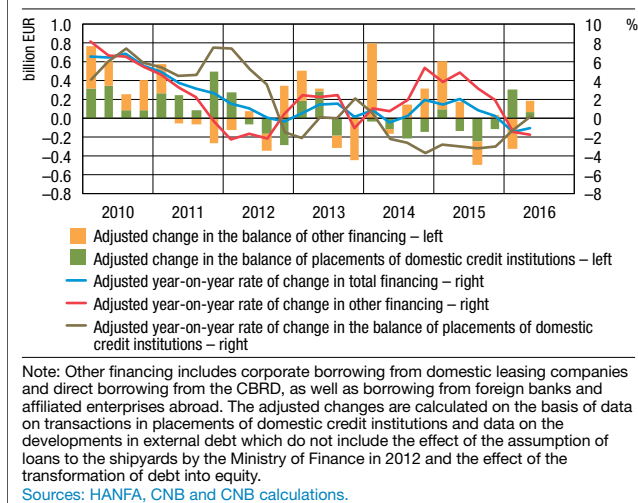 billion EUR
%
1.0
0.8
0.6
0.4
0.2
0.0
–0.2
–0.4
–0.6
–0.8
10
8
6
4
2
0
–2
–4
–6
–8
2010 2011 2012 2013 2014 2015 2016
Adjusted change in the balance of other financing – left
Adjusted change in the balance of placements of domestic credit institutions – left
Adjusted year-on-year rate of change in total financing – right
Adjusted year-on-year rate of change in other financing – right
Adjusted year-on-year rate of change in the balance of placements of domestic
credit institutions – right
Note: Other financing includes corporate borrowing from domestic leasing companies
and direct borrowing from the CBRD, as well as borrowing from foreign banks and
affiliated enterprises abroad. The adjusted changes are calculated on the basis of data
on transactions in placements of domestic credit institutions and data on the
developments in external debt which do not include the effect of the assumption of
loans to the shipyards by the Ministry of Finance in 2012 and the effect of the
transformation of debt into equity.
Sources: HANFA, CNB and CNB calculations.